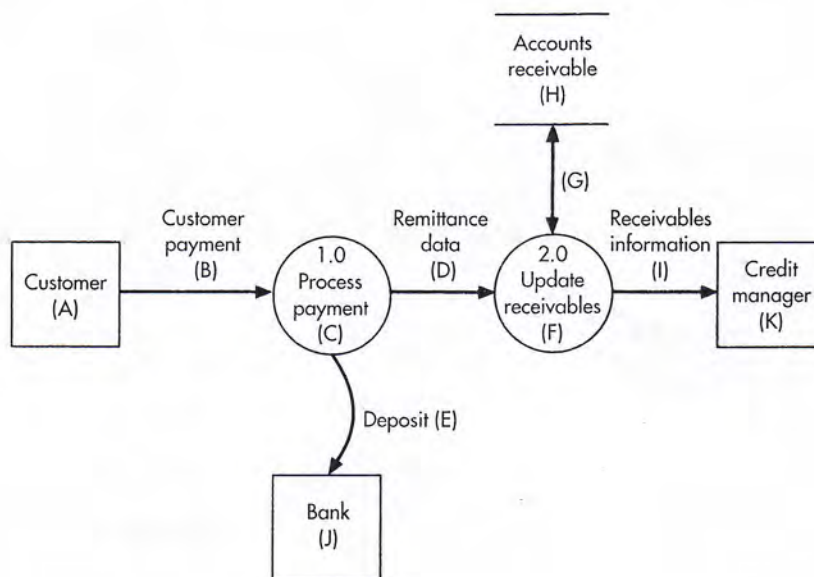 Accounts
receivable
(H)
(G)
Customer
payment
(B)
Remittance
data
(D)
Receivables
information
(I)
Customer
(A)
1.0
Process
payment
(C)
2.0
Update
receivables
(F)
Credit
manager
(K)
Deposit (E)
Bank
(J)